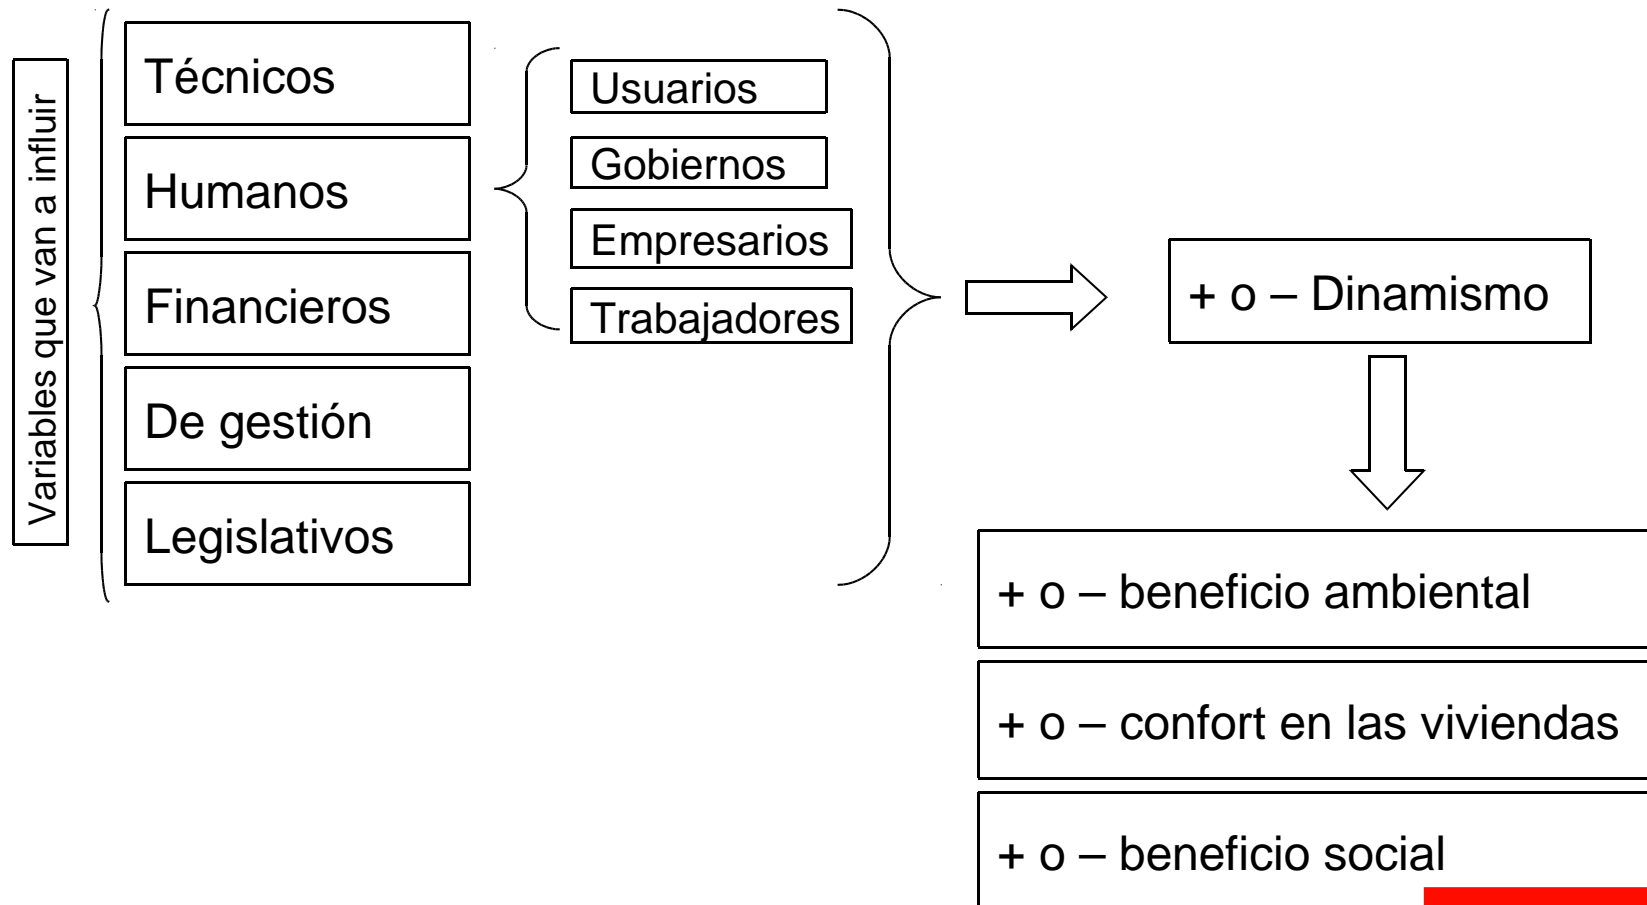 Variables que van a influir
Técnicos
Humanos
Financieros
De gestión
Legislativos
Usuarios
Gobiernos
Empresarios
Trabajadores
+ o – Dinamismo
+ o – beneficio ambiental
+ o – confort en las viviendas
+ o – beneficio social